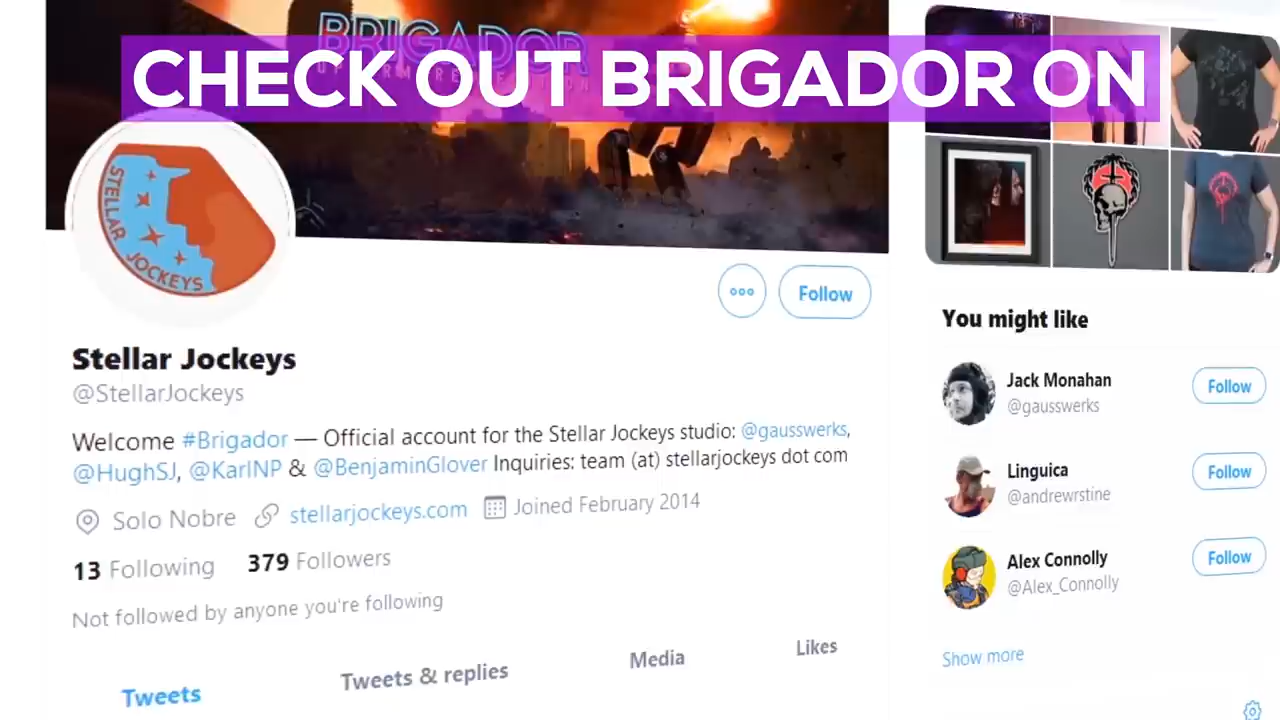 BRIGADOR
CHECK OUT BRIGADOR ON
STELLAR JOCKEYS
Follow
Stellar Jockeys
@StellarJockeys
Welcome #Brigador — Official account for the Stellar Jockeys studio: @gausswerks,
@HughSJ, @KarlNP & @BenjaminGlover Inquiries: team (at) stellarjockeys dot com
Solo Nobre stellarjockeys.com Joined February 2014
13 Following 379 Followers
Not followed by anyone you're following
Tweets Tweets & replies Media Likes
You might like
Jack Monahan
@gausswerks
Follow
Linguica
@andrewrstine
Follow
Alex Connolly
@Alex_Connolly
Follow
Show more